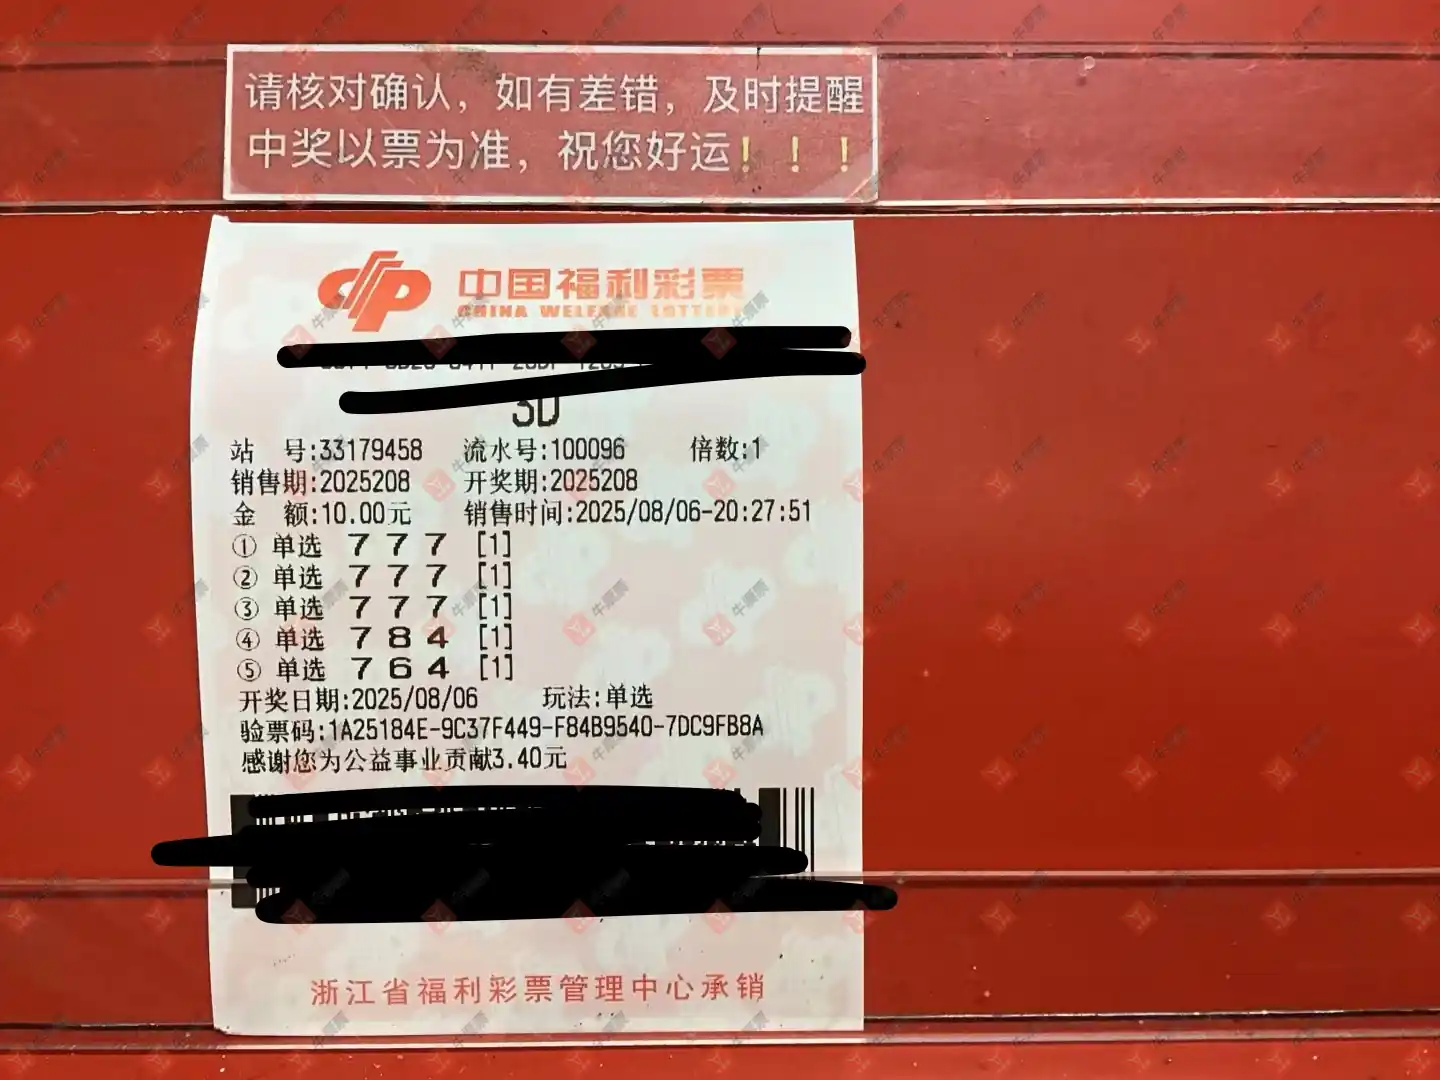 请核对确认，如有差错，及时提醒
中奖以票为准，祝您好运！！！
中国福利彩票
CHINA WELFARE LOTTERY
3D
站 号:33179458 流水号:100096 倍数:1
销售期:2025208 开奖期:2025208
金 额:10.00元 销售时间:2025/08/06-20:27:51
① 单选 7 7 7 [1]
② 单选 7 7 7 [1]
③ 单选 7 7 7 [1]
④ 单选 7 8 4 [1]
⑤ 单选 7 6 4 [1]
开奖日期:2025/08/06 玩法:单选
验票码:1A25184E-9C37F449-F84B9540-7DC9FB8A
感谢您为公益事业贡献3.40元
浙江省福利彩票管理中心承销